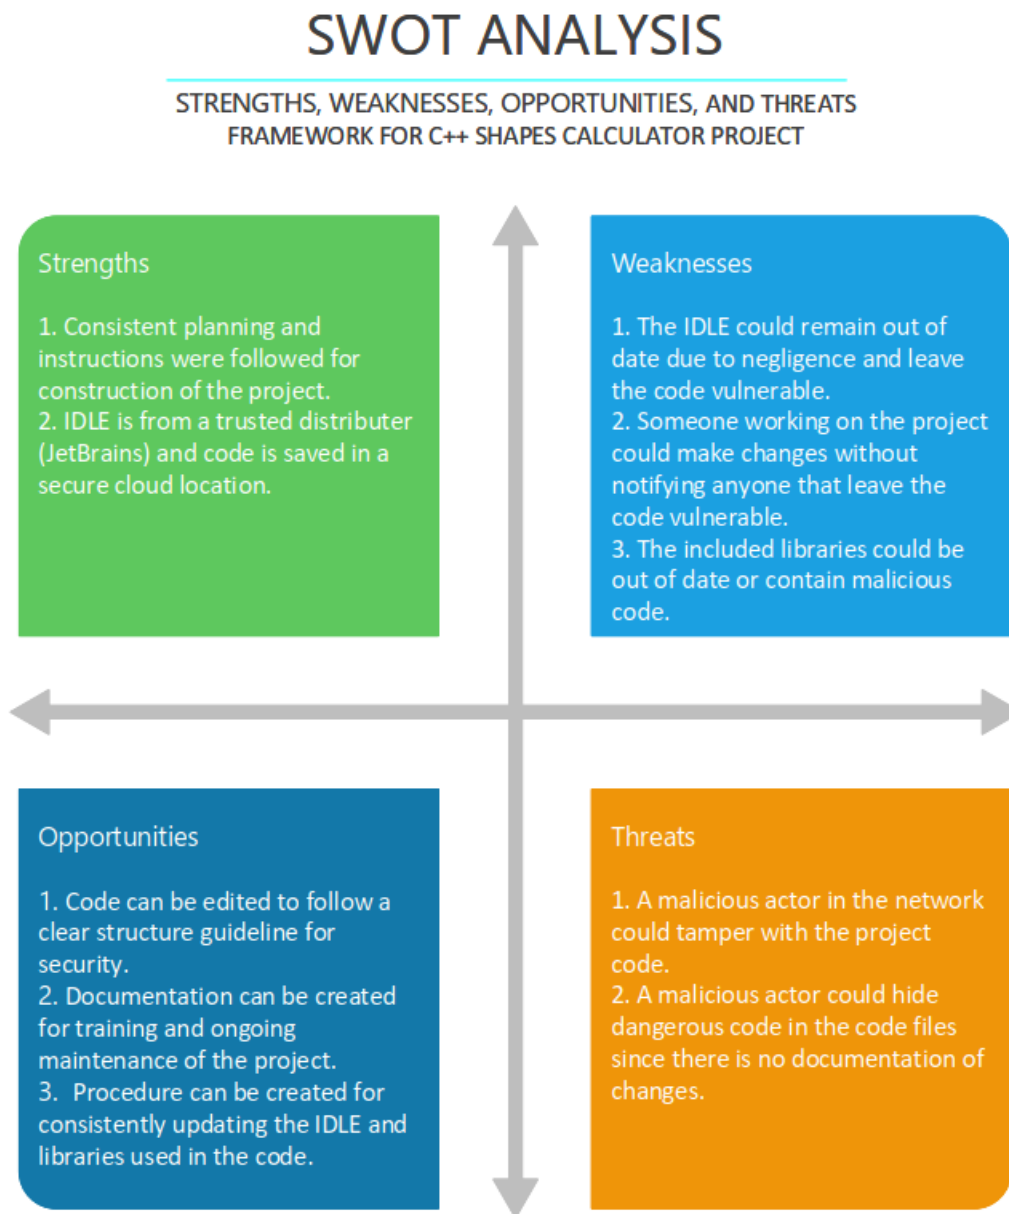 SWOT ANALYSIS
STRENGTHS, WEAKNESSES, OPPORTUNITIES, AND THREATS
FRAMEWORK FOR C++ SHAPES CALCULATOR PROJECT
Strengths
1. Consistent planning and
instructions were followed for
construction of the project.
2. IDLE is from a trusted distributer
(JetBrains) and code is saved in a
secure cloud location.
Weaknesses
1. The IDLE could remain out of
date due to negligence and leave
the code vulnerable.
2. Someone working on the project
could make changes without
notifying anyone that leave the
code vulnerable.
3. The included libraries could be
out of date or contain malicious
code.
Opportunities
1. Code can be edited to follow a
clear structure guideline for
security.
2. Documentation can be created
for training and ongoing
maintenance of the project.
3.  Procedure can be created for
consistently updating the IDLE and
libraries used in the code.
Threats
1. A malicious actor in the network
could tamper with the project
code.
2. A malicious actor could hide
dangerous code in the code files
since there is no documentation of
changes.